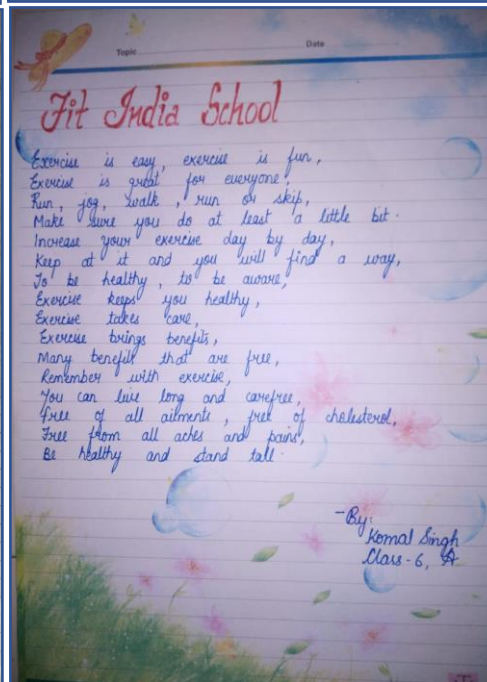 Topic
Date
Fit India School
Exercise is easy, exercise is fun,
Exercise is great for everyone,
Run, jog, walk, run or skip,
Make sure you do at least a little bit.
Increase your exercise day by day,
Keep at it and you will find a way,
To be healthy, to be aware,
Exercise keeps you healthy,
Exercise takes care,
Exercise brings benefits,
Many benefits that are free,
Remember with exercise,
You can live long and carefree,
free of all ailments, free of cholesterol,
Free from all aches and pains,
Be healthy and stand tall.
- By:
Komal Singh
Class - 6, A